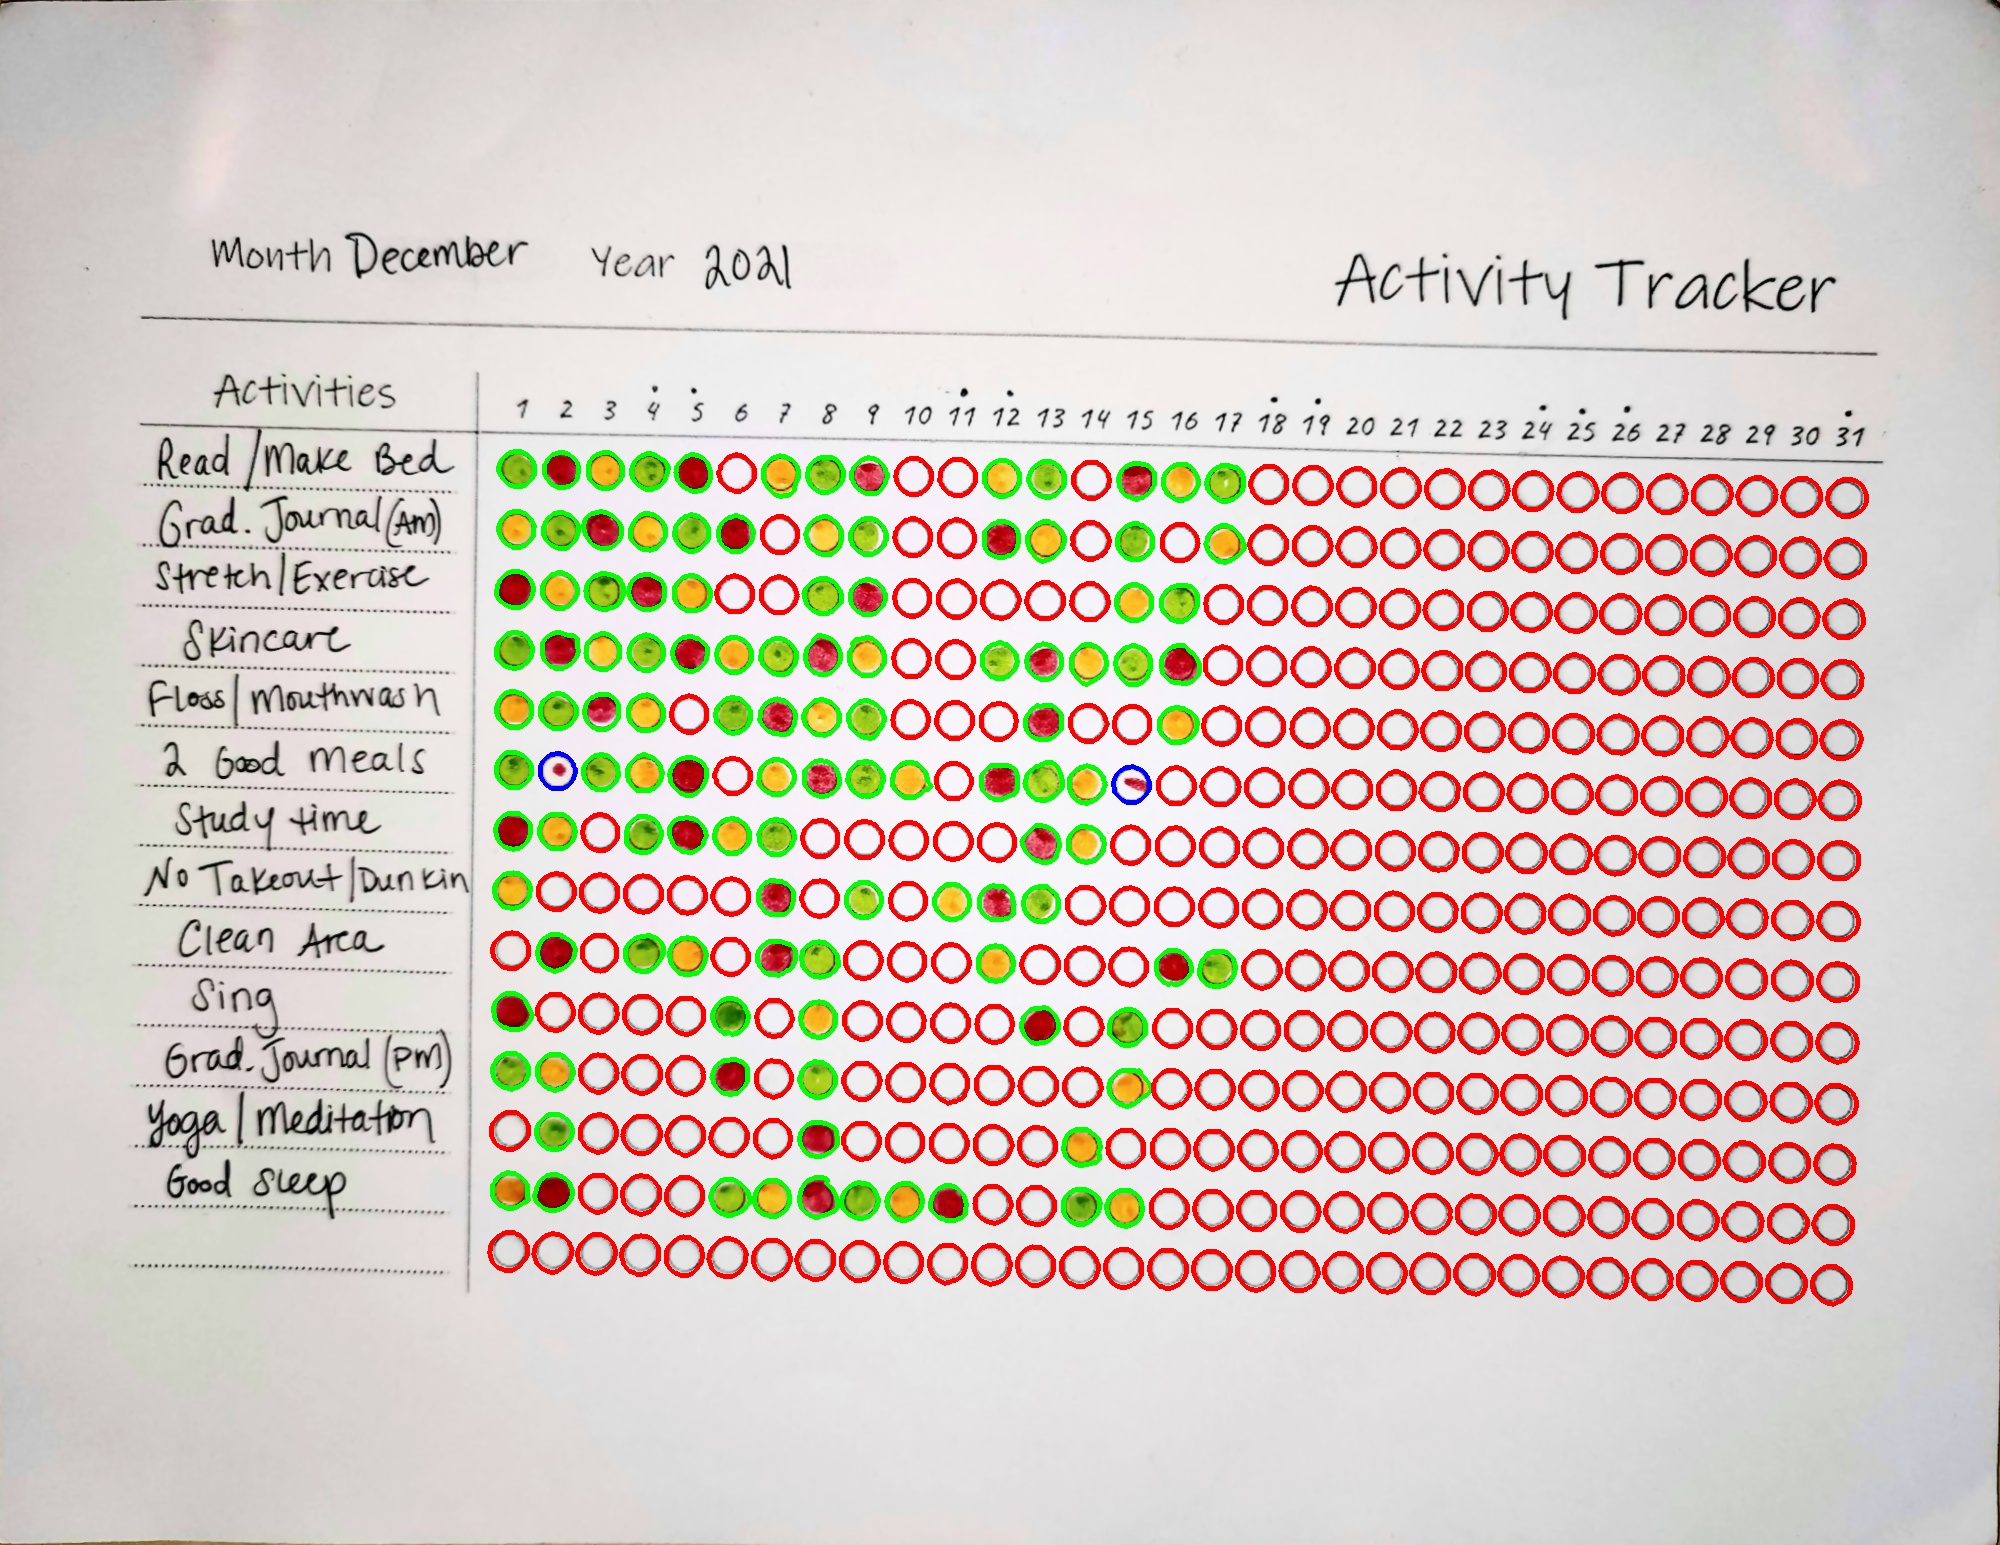 Month December Year 2021 Activity Tracker
Activities 1 2 3 4 5 6 7 8 9 10 11 12 13 14 15 16 17 18 19 20 21 22 23 24 25 26 27 28 29 30 31
Read/Make Bed
Grad. Journal (AM)
Stretch/Exercise
Skincare
Floss/Mouthwash
2 Good Meals
Study time
No Takeout/Dunkin
Clean Area
Sing
Grad. Journal (PM)
Yoga/Meditation
Good Sleep